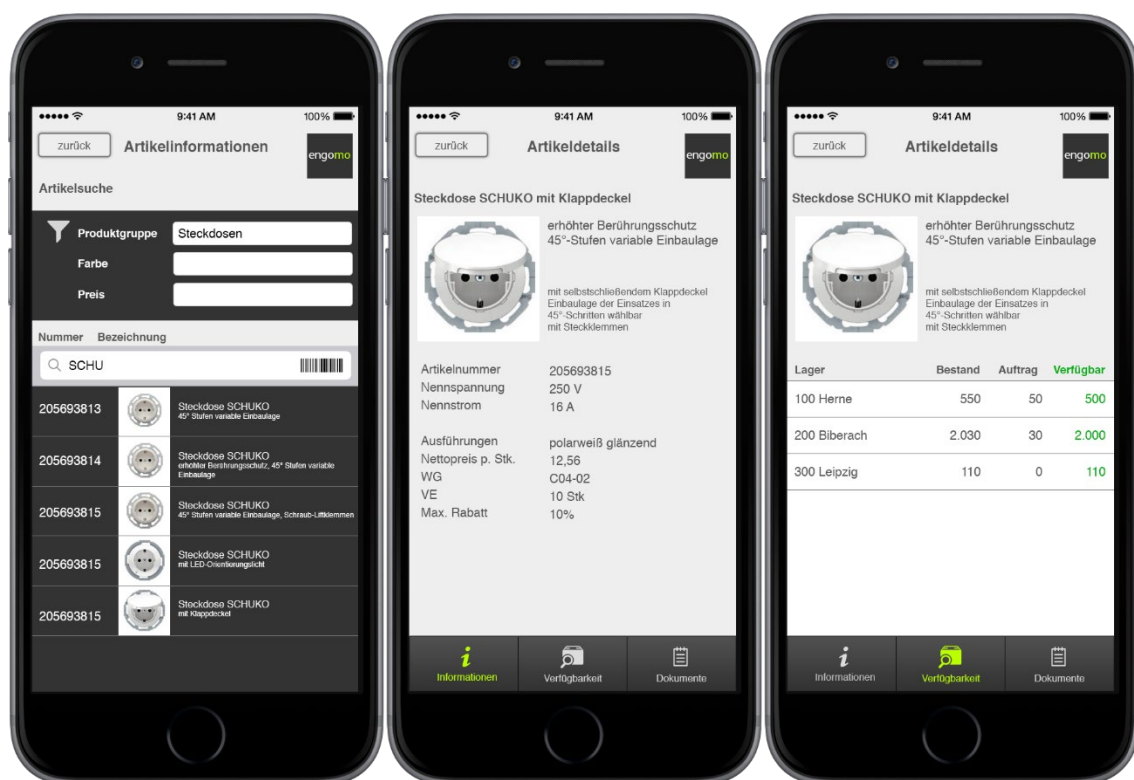 9:41 AM
100%
zurück
Artikelinformationen
engomo
Artikelsuche
Produktgruppe
Steckdosen
Farbe
Preis
Nummer Bezeichnung
SCHU
205693813
Steckdose SCHUKO
45° Stufen variable Einbaulage
205693814
Steckdose SCHUKO
erhöhter Berührungsschutz, 45° Stufen variable
Einbaulage
205693815
Steckdose SCHUKO
45° Stufen variable Einbaulage, Schraub-Liftklemmen
205693815
Steckdose SCHUKO
mit LED-Orientierungslicht
205693815
Steckdose SCHUKO
mit Klappdeckel
9:41 AM
100%
zurück
Artikeldetails
engomo
Steckdose SCHUKO mit Klappdeckel
erhöhter Berührungsschutz
45°-Stufen variable Einbaulage
mit selbstschließendem Klappdeckel
Einbaulage der Einsatzes in
45°-Schritten wählbar
mit Steckklemmen
Artikelnummer 205693815
Nennspannung 250 V
Nennstrom 16 A
Ausführungen polarweiß glänzend
Nettopreis p. Stk. 12,56
WG C04-02
VE 10 Stk
Max. Rabatt 10%
Informationen Verfügbarkeit Dokumente
9:41 AM
100%
zurück
Artikeldetails
engomo
Steckdose SCHUKO mit Klappdeckel
erhöhter Berührungsschutz
45°-Stufen variable Einbaulage
mit selbstschließendem Klappdeckel
Einbaulage der Einsatzes in
45°-Schritten wählbar
mit Steckklemmen
Lager Bestand Auftrag Verfügbar
100 Herne 550 50 500
200 Biberach 2.030 30 2.000
300 Leipzig 110 0 110
Informationen Verfügbarkeit Dokumente